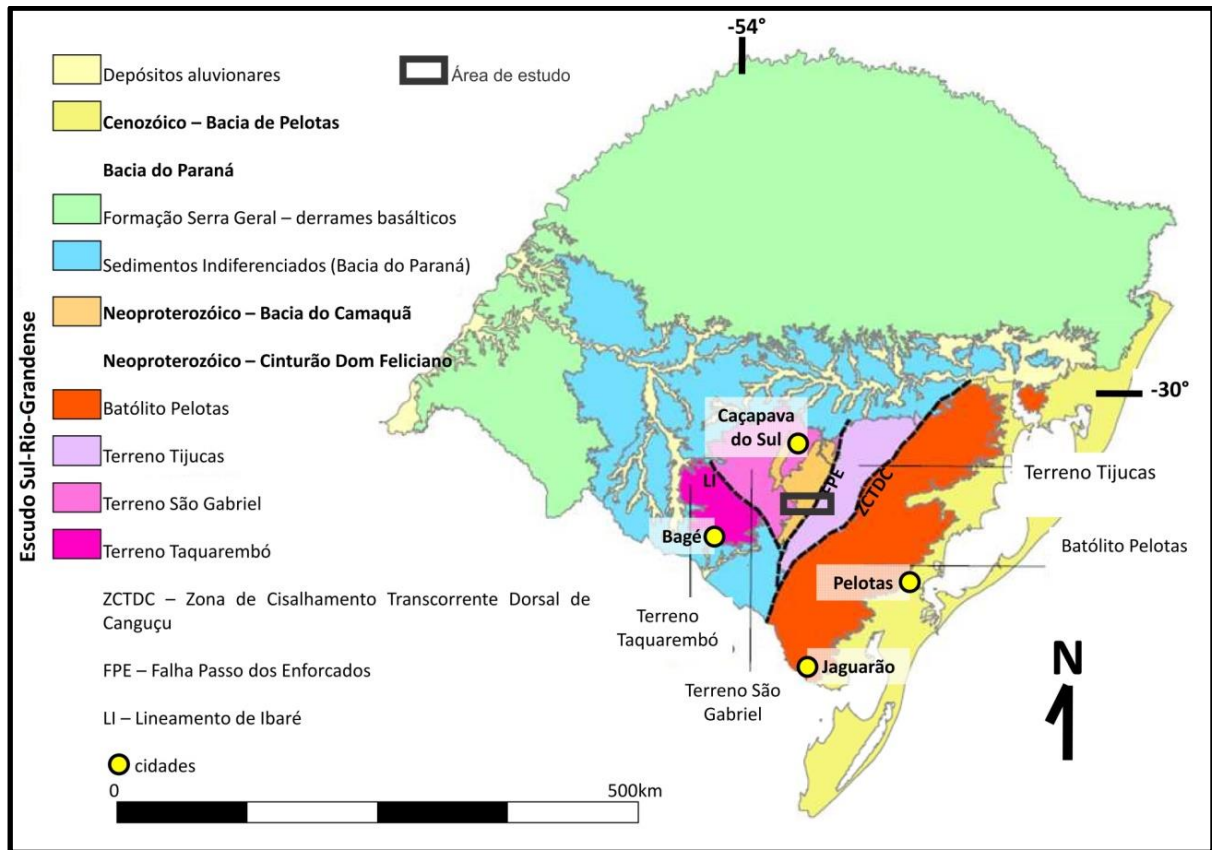 -54°
Depósitos aluvionares
Área de estudo
Cenozóico – Bacia de Pelotas
Bacia do Paraná
Formação Serra Geral – derrames basálticos
Sedimentos Indiferenciados (Bacia do Paraná)
Neoproterozóico – Bacia do Camaquã
Neoproterozóico – Cinturão Dom Feliciano
Escudo Sul-Rio-Grandense
Batólito Pelotas
Terreno Tijucas
Terreno São Gabriel
Terreno Taquarembó
ZCTDC – Zona de Cisalhamento Transcorrente Dorsal de
Canguçu
FPE – Falha Passo dos Enforcados
LI – Lineamento de Ibaré
cidades
0
500km
-30°
Caçapava
do Sul
LI
FPE
ZCTDC
Terreno Tijucas
Bagé
Batólito Pelotas
Pelotas
Terreno
Taquarembó
Jaguarão
Terreno São
Gabriel
N